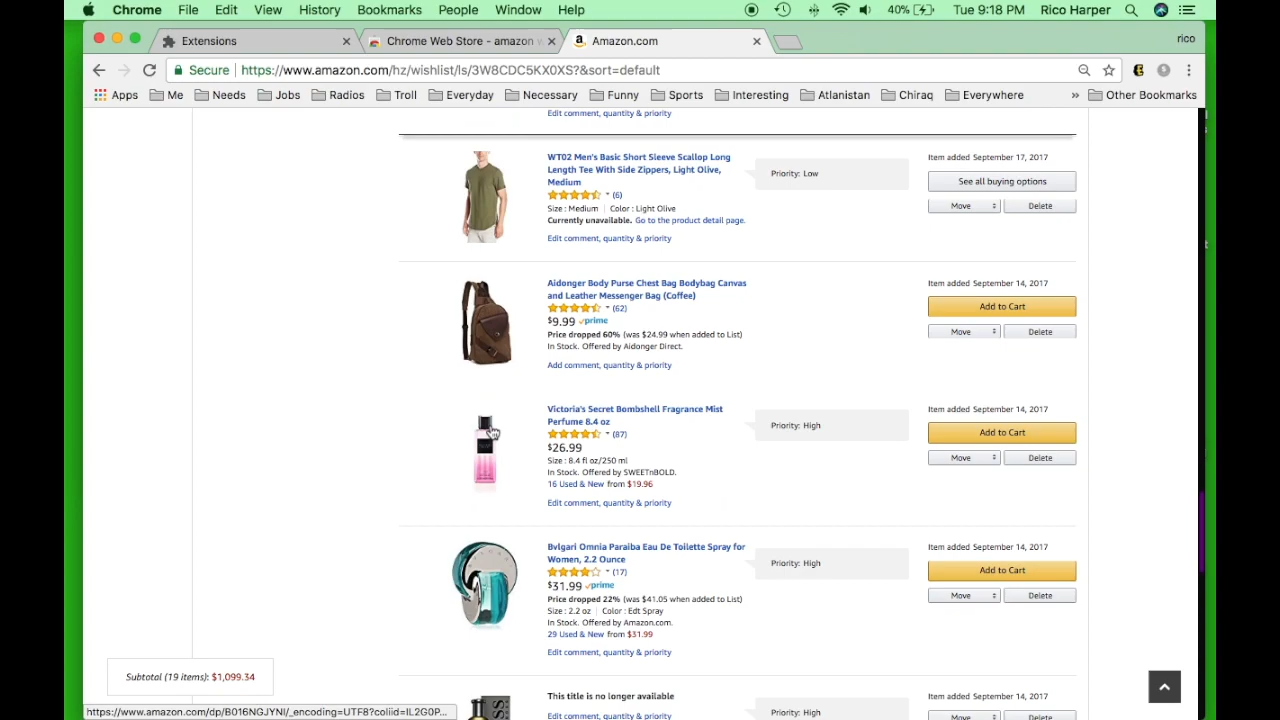 Chrome File Edit View History Bookmarks People Window Help 40% Tue 9:18 PM Rico Harper
Extensions Chrome Web Store - amazon w Amazon.com rico
Secure https://www.amazon.com/hz/wishlist/ls/3W8CDC5KX0XS?&sort=default
Apps Me Needs Jobs Radios Troll Everyday Necessary Funny Sports Interesting Atlanistan Chiraq Everywhere » Other Bookmarks
Edit comment, quantity & priority
WT02 Men's Basic Short Sleeve Scallop Long
Length Tee With Side Zippers, Light Olive,
Medium
(6)
Size : Medium Color : Light Olive
Currently unavailable. Go to the product detail page.
Edit comment, quantity & priority
Priority: Low
Item added September 17, 2017
See all buying options
Move Delete
Aidonger Body Purse Chest Bag Bodybag Canvas
and Leather Messenger Bag (Coffee)
(62)
$9.99 prime
Price dropped 60% (was $24.99 when added to List)
In Stock. Offered by Aidonger Direct.
Add comment, quantity & priority
Item added September 14, 2017
Add to Cart
Move Delete
Victoria's Secret Bombshell Fragrance Mist
Perfume 8.4 oz
(87)
$26.99
Size : 8.4 fl oz/250 ml
In Stock. Offered by SWEETnBOLD.
16 Used & New from $19.96
Edit comment, quantity & priority
Priority: High
Item added September 14, 2017
Add to Cart
Move Delete
Bvlgari Omnia Paraiba Eau De Toilette Spray for
Women, 2.2 Ounce
(17)
$31.99 prime
Price dropped 22% (was $41.05 when added to List)
Size : 2.2 oz Color : Edt Spray
In Stock. Offered by Amazon.com.
29 Used & New from $31.99
Edit comment, quantity & priority
Priority: High
Item added September 14, 2017
Add to Cart
Move Delete
This title is no longer available
Edit comment, quantity & priority
Priority: High
Item added September 14, 2017
Move Delete
Subtotal (19 items): $1,099.34
https://www.amazon.com/dp/B016NGJYNI/_encoding=UTF8?coliid=IL2G0P...